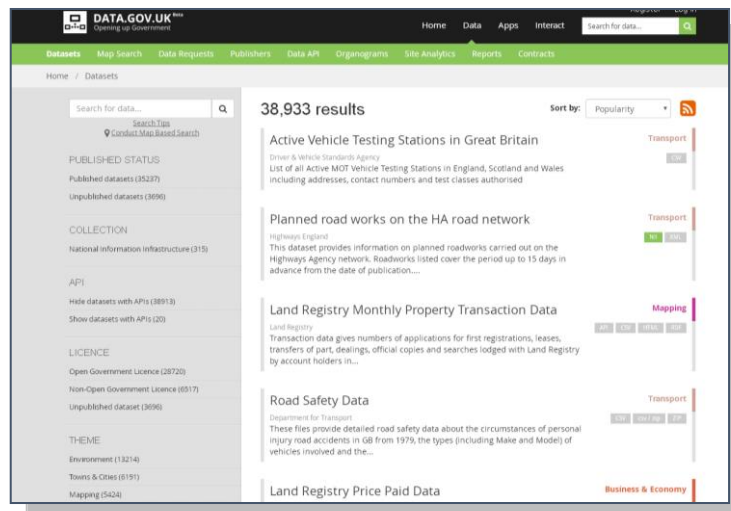 DATA.GOV.UK Beta
Opening up Government
Home Data Apps Interact
Search for data...
Datasets Map Search Data Requests Publishers Data API Organograms Site Analytics Reports Contracts
Home / Datasets
Search for data...
Search Tips
Conduct Map Based Search
PUBLISHED STATUS
Published datasets (35237)
Unpublished datasets (3696)
COLLECTION
National Information Infrastructure (315)
API
Hide datasets with APIs (38913)
Show datasets with APIs (20)
LICENCE
Open Government Licence (28720)
Non-Open Government Licence (6517)
Unpublished dataset (3696)
THEME
Environment (13214)
Towns & Cities (6191)
Mapping (5424)
38,933 results
Sort by: Popularity
Active Vehicle Testing Stations in Great Britain
Transport
Driver & Vehicle Standards Agency
CSV
List of all Active MOT Vehicle Testing Stations in England, Scotland and Wales
including addresses, contact numbers and test classes authorised
Planned road works on the HA road network
Transport
Highways England
NII XML
This dataset provides information on planned roadworks carried out on the
Highways Agency network. Roadworks listed cover the period up to 15 days in
advance from the date of publication....
Land Registry Monthly Property Transaction Data
Mapping
Land Registry
API CSV HTML RDF
Transaction data gives numbers of applications for first registrations, leases,
transfers of part, dealings, official copies and searches lodged with Land Registry
by account holders in...
Road Safety Data
Transport
Department for Transport
CSV csv / zip ZIP
These files provide detailed road safety data about the circumstances of personal
injury road accidents in GB from 1979, the types (including Make and Model) of
vehicles involved and the...
Land Registry Price Paid Data
Business & Economy